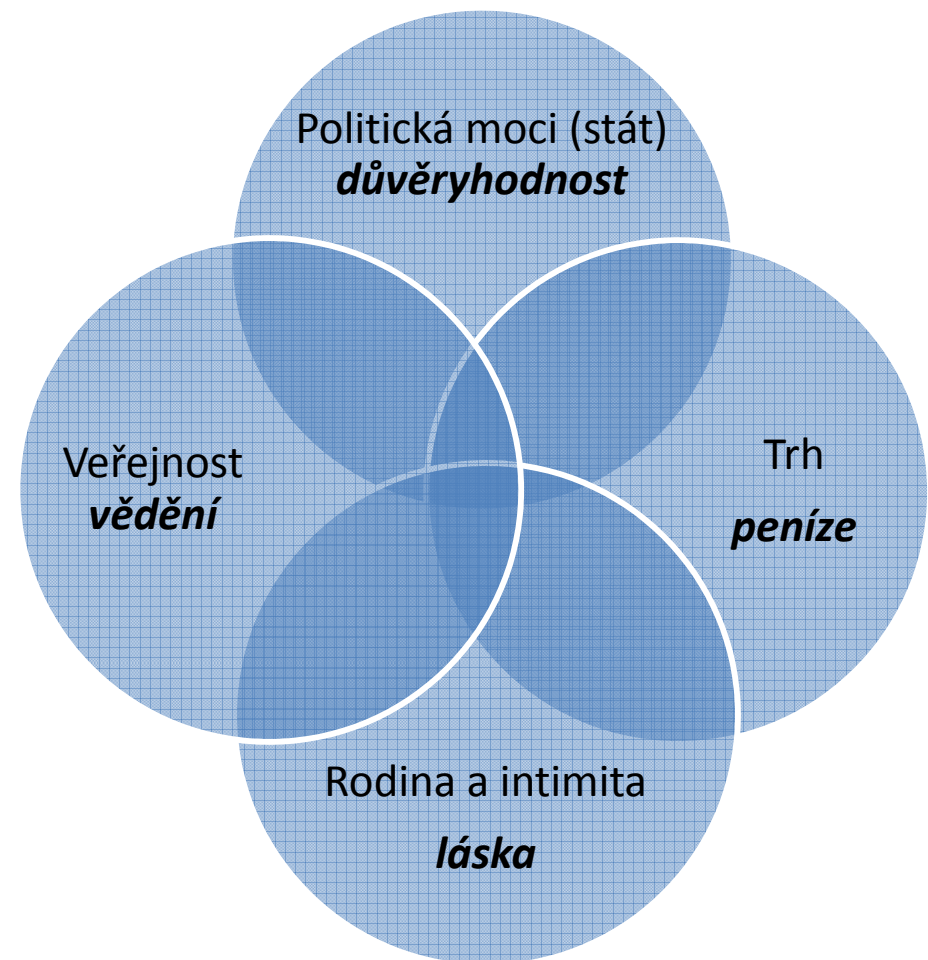 Politická moci (stát)
důvěryhodnost
Veřejnost
vědění
Trh
peníze
Rodina a intimita
láska